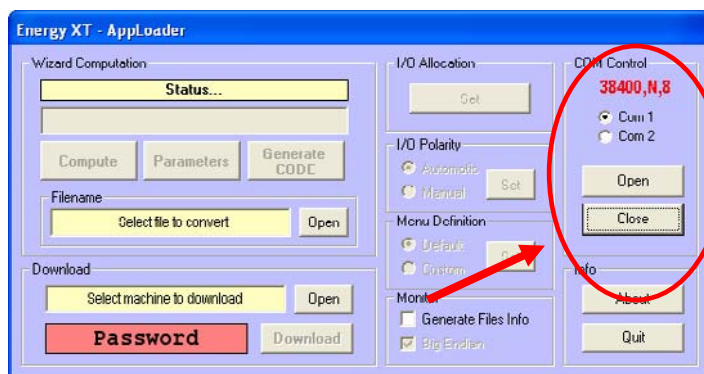 Energy XT - AppLoader
Wizard Computation
Status...
Compute
Parameters
Generate CODE
Filename
Select file to convert
Open
Download
Select machine to download
Open
Password
Download
I/O Allocation
Set
I/O Polarity
Automatic
Manual
Set
Menu Definition
Default
Custom
Monitor
Generate Files Info
Big Endian
COM Control
38400,N,8
Com 1
Com 2
Open
Close
Info
About
Quit